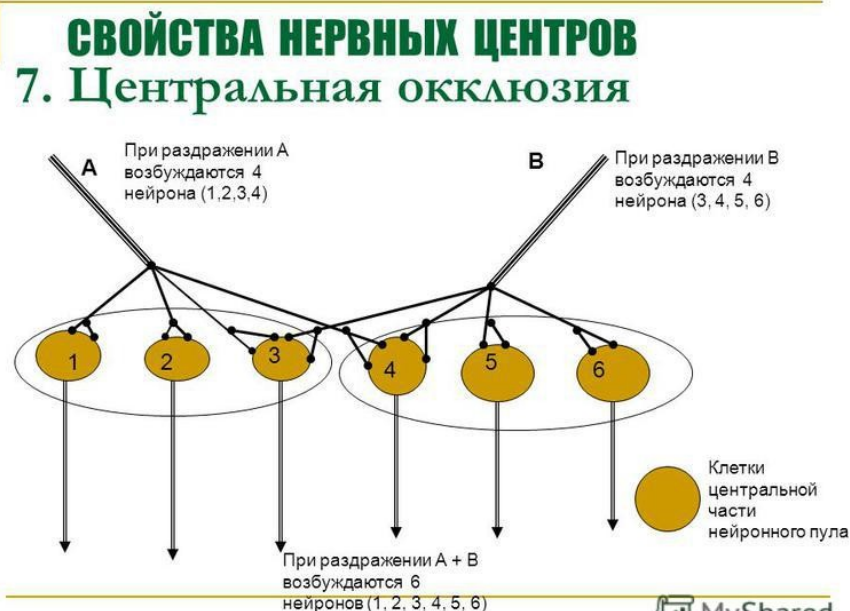 СВОЙСТВА НЕРВНЫХ ЦЕНТРОВ
7. Центральная окклюзия
А
При раздражении А
возбуждаются 4
нейрона (1,2,3,4)
В
При раздражении В
возбуждаются 4
нейрона (3, 4, 5, 6)
1
2
3
4
5
6
Клетки
центральной
части
нейронного пула
При раздражении А + В
возбуждаются 6
нейронов (1, 2, 3, 4, 5, 6)
MyShared